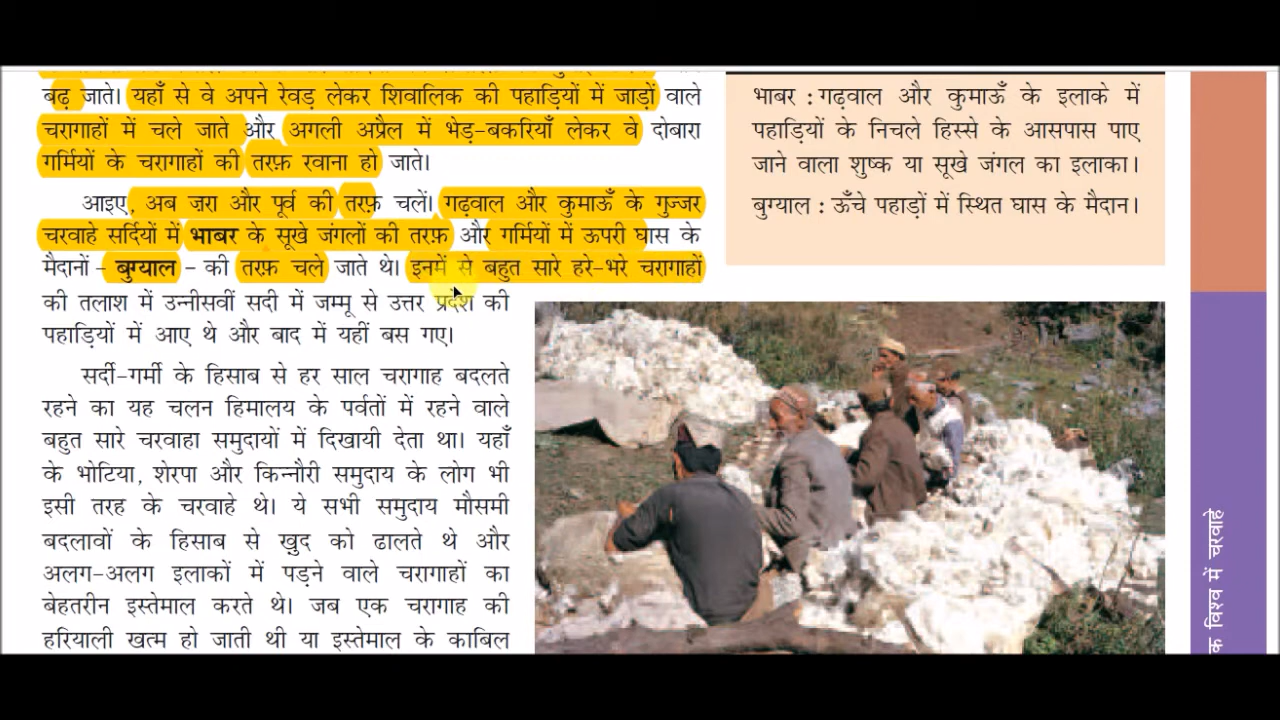 बढ़ जाते। यहाँ से वे अपने रेवड़ लेकर शिवालिक की पहाड़ियों में जाड़ों वाले
चरागाहों में चले जाते और अगली अप्रैल में भेड़-बकरियाँ लेकर वे दोबारा
गर्मियों के चरागाहों की तरफ़ रवाना हो जाते।
आइए, अब ज़रा और पूर्व की तरफ़ चलें। गढ़वाल और कुमाऊँ के गुज्जर
चरवाहे सर्दियों में भाबर के सूखे जंगलों की तरफ़ और गर्मियों में ऊपरी घास के
मैदानों - बुग्याल - की तरफ़ चले जाते थे। इनमें से बहुत सारे हरे-भरे चरागाहों
की तलाश में उन्नीसवीं सदी में जम्मू से उत्तर प्रदेश की
पहाड़ियों में आए थे और बाद में यहीं बस गए।
सर्दी-गर्मी के हिसाब से हर साल चरागाह बदलते
रहने का यह चलन हिमालय के पर्वतों में रहने वाले
बहुत सारे चरवाहा समुदायों में दिखायी देता था। यहाँ
के भोटिया, शेरपा और किन्नौरी समुदाय के लोग भी
इसी तरह के चरवाहे थे। ये सभी समुदाय मौसमी
बदलावों के हिसाब से खुद को ढालते थे और
अलग-अलग इलाकों में पड़ने वाले चरागाहों का
बेहतरीन इस्तेमाल करते थे। जब एक चरागाह की
हरियाली खत्म हो जाती थी या इस्तेमाल के काबिल
भाबर : गढ़वाल और कुमाऊँ के इलाके में
पहाड़ियों के निचले हिस्से के आसपास पाए
जाने वाला शुष्क या सूखे जंगल का इलाका।
बुग्याल : ऊँचे पहाड़ों में स्थित घास के मैदान।
विश्व में चरवाहे